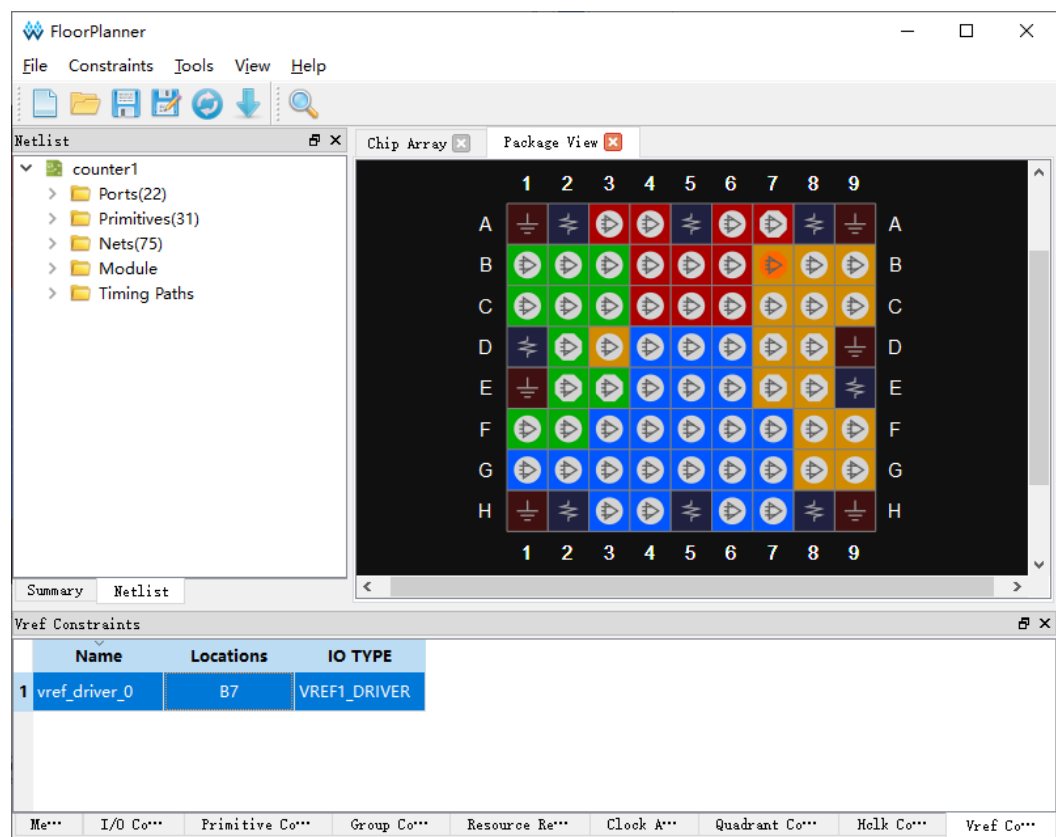 FloorPlanner
File Constraints Tools View Help
Netlist
Chip Array Package View
counter1
Ports(22)
Primitives(31)
Nets(75)
Module
Timing Paths
1 2 3 4 5 6 7 8 9
A A
B B
C C
D D
E E
F F
G G
H H
1 2 3 4 5 6 7 8 9
Summary Netlist
Vref Constraints
Name Locations IO TYPE
1 vref_driver_0 B7 VREF1_DRIVER
Me··· I/O Co··· Primitive Co··· Group Co··· Resource Re··· Clock A··· Quadrant Co··· Hclk Co··· Vref Co···